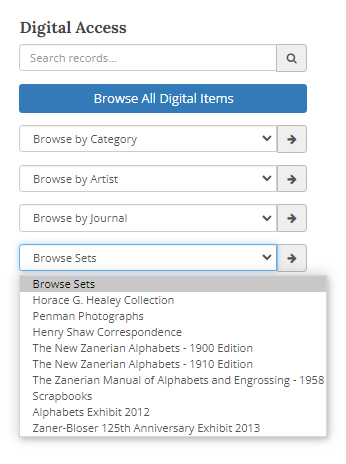 Digital Access
Search records...
Browse All Digital Items
Browse by Category
Browse by Artist
Browse by Journal
Browse Sets
Browse Sets
Horace G. Healey Collection
Penman Photographs
Henry Shaw Correspondence
The New Zanerian Alphabets - 1900 Edition
The New Zanerian Alphabets - 1910 Edition
The Zanerian Manual of Alphabets and Engrossing - 1958
Scrapbooks
Alphabets Exhibit 2012
Zaner-Bloser 125th Anniversary Exhibit 2013